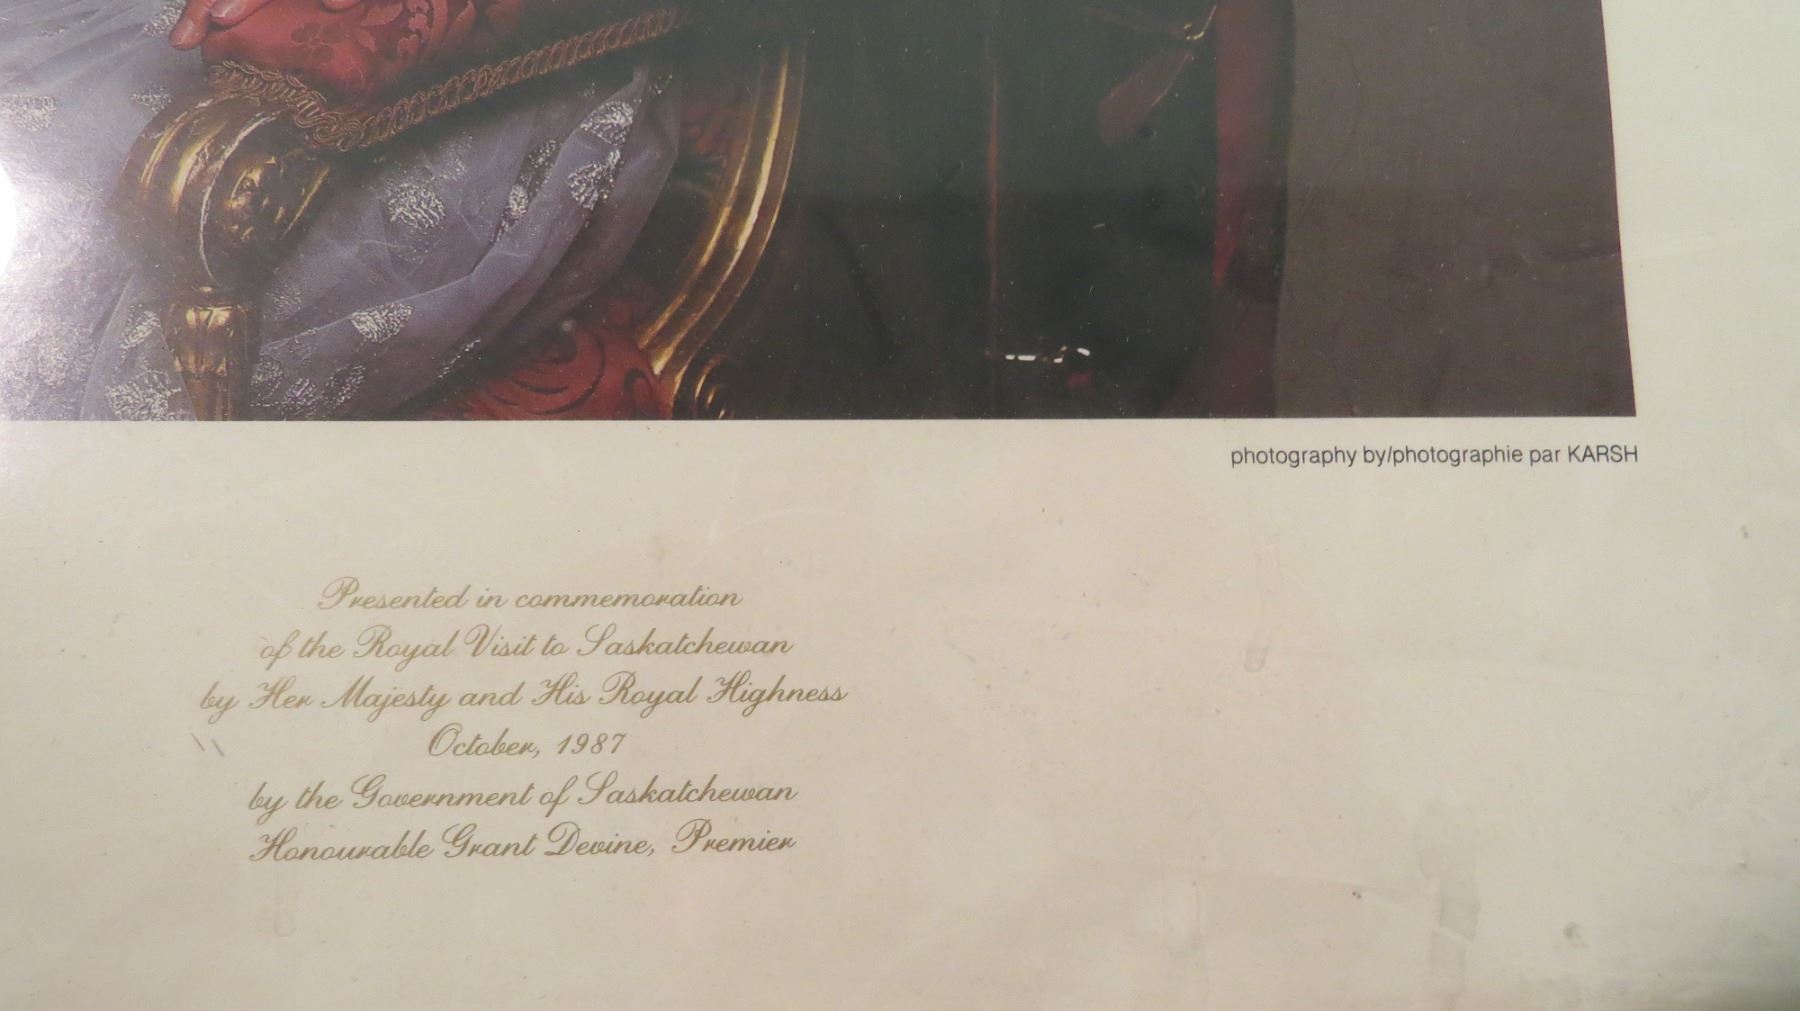 photography by/photographie par KARSH
Presented in commemoration
of the Royal Visit to Saskatchewan
by Her Majesty and His Royal Highness
October, 1987
by the Government of Saskatchewan
Honourable Grant Devine, Premier